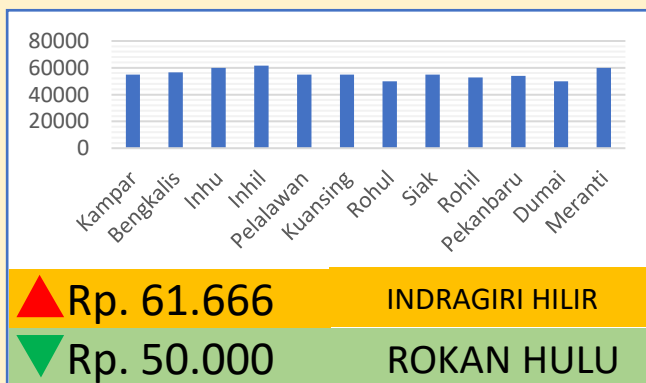 80000
60000
40000
20000
0
Kampar
Bengkalis
Inhu
Inhil
Pelalawan
Kuansing
Rohul
Siak
Rohil
Pekanbaru
Dumai
Meranti
Rp. 61.666 INDRAGIRI HILIR
Rp. 50.000 ROKAN HULU